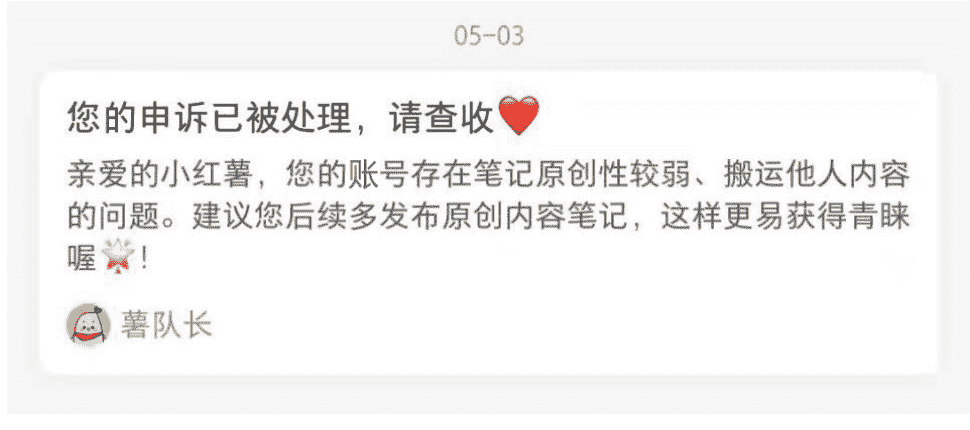 05-03
您的申诉已被处理，请查收❤️
亲爱的小红薯，您的账号存在笔记原创性较弱、搬运他人内容
的问题。建议您后续多发布原创内容笔记，这样更易获得青睐
喔🌟！
薯队长